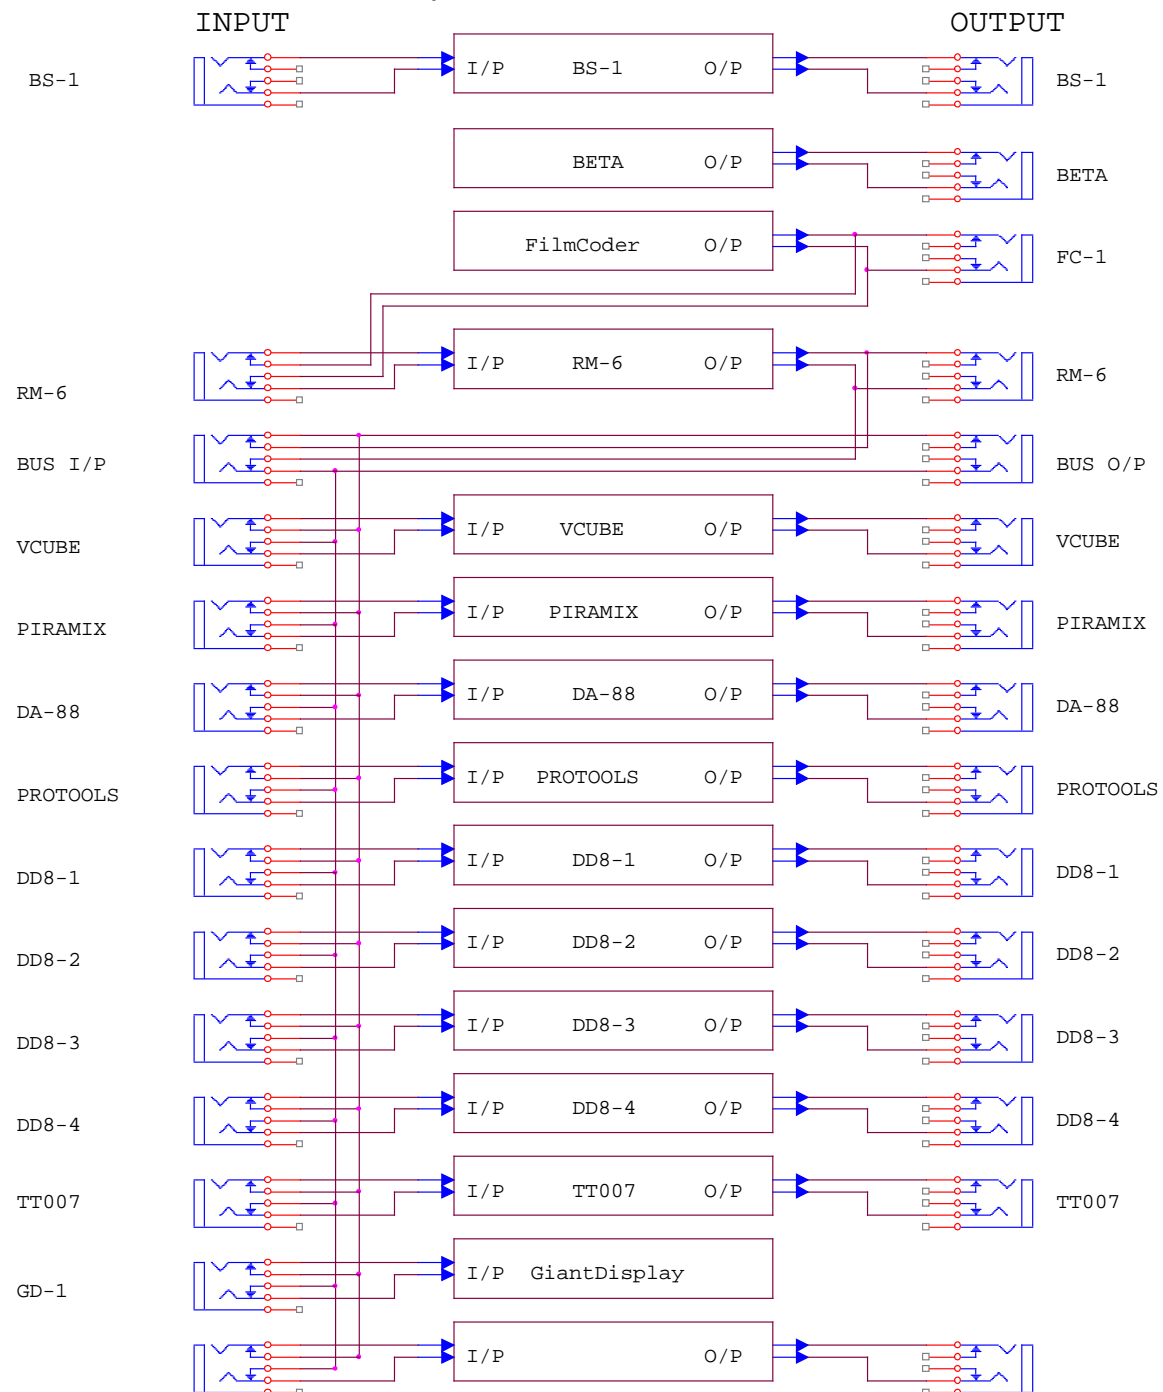 INPUT OUTPUT
BS-1 I/P BS-1 O/P BS-1
BETA O/P BETA
FilmCoder O/P FC-1
RM-6 I/P RM-6 O/P RM-6
BUS I/P BUS O/P
VCUBE I/P VCUBE O/P VCUBE
PIRAMIX I/P PIRAMIX O/P PIRAMIX
DA-88 I/P DA-88 O/P DA-88
PROTOOLS I/P PROTOOLS O/P PROTOOLS
DD8-1 I/P DD8-1 O/P DD8-1
DD8-2 I/P DD8-2 O/P DD8-2
DD8-3 I/P DD8-3 O/P DD8-3
DD8-4 I/P DD8-4 O/P DD8-4
TT007 I/P TT007 O/P TT007
GD-1 I/P GiantDisplay
I/P O/P